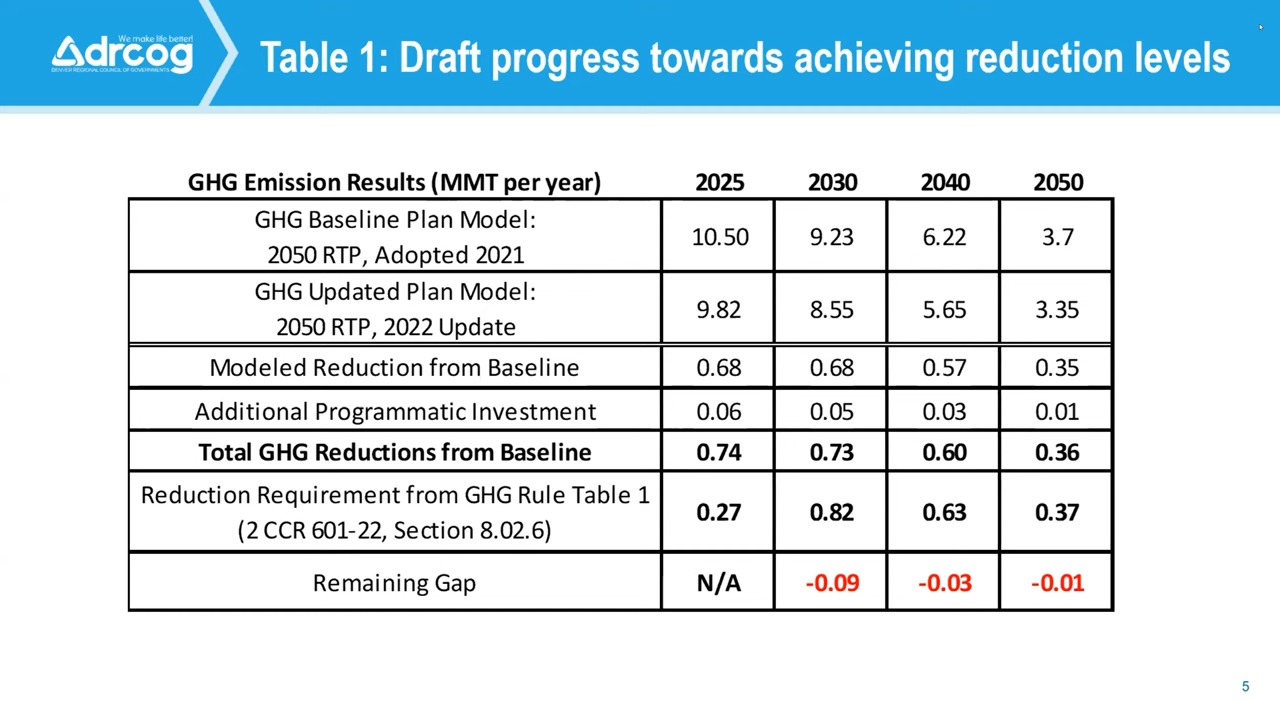 We make life better!
drcog
DENVER REGIONAL COUNCIL OF GOVERNMENTS
Table 1: Draft progress towards achieving reduction levels
GHG Emission Results (MMT per year) 2025 2030 2040 2050
GHG Baseline Plan Model:
2050 RTP, Adopted 2021
10.50 9.23 6.22 3.7
GHG Updated Plan Model:
2050 RTP, 2022 Update
9.82 8.55 5.65 3.35
Modeled Reduction from Baseline 0.68 0.68 0.57 0.35
Additional Programmatic Investment 0.06 0.05 0.03 0.01
Total GHG Reductions from Baseline 0.74 0.73 0.60 0.36
Reduction Requirement from GHG Rule Table 1
(2 CCR 601-22, Section 8.02.6)
0.27 0.82 0.63 0.37
Remaining Gap N/A -0.09 -0.03 -0.01
5